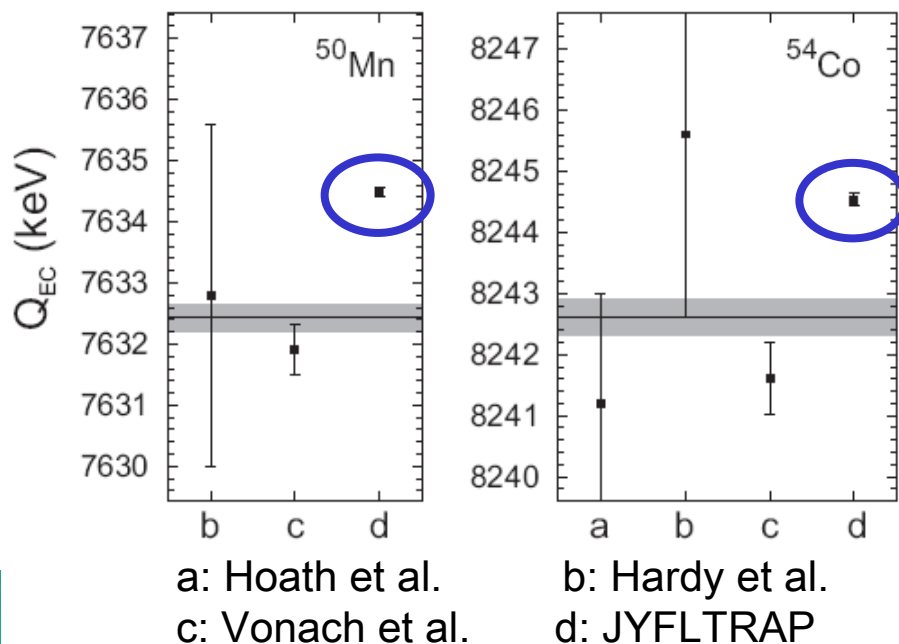 Q_EC (keV)
7637
7636
7635
7634
7633
7632
7631
7630
⁵⁰Mn
b c d
8247
8246
8245
8244
8243
8242
8241
8240
⁵⁴Co
a b c d
a: Hoath et al. b: Hardy et al.
c: Vonach et al. d: JYFLTRAP